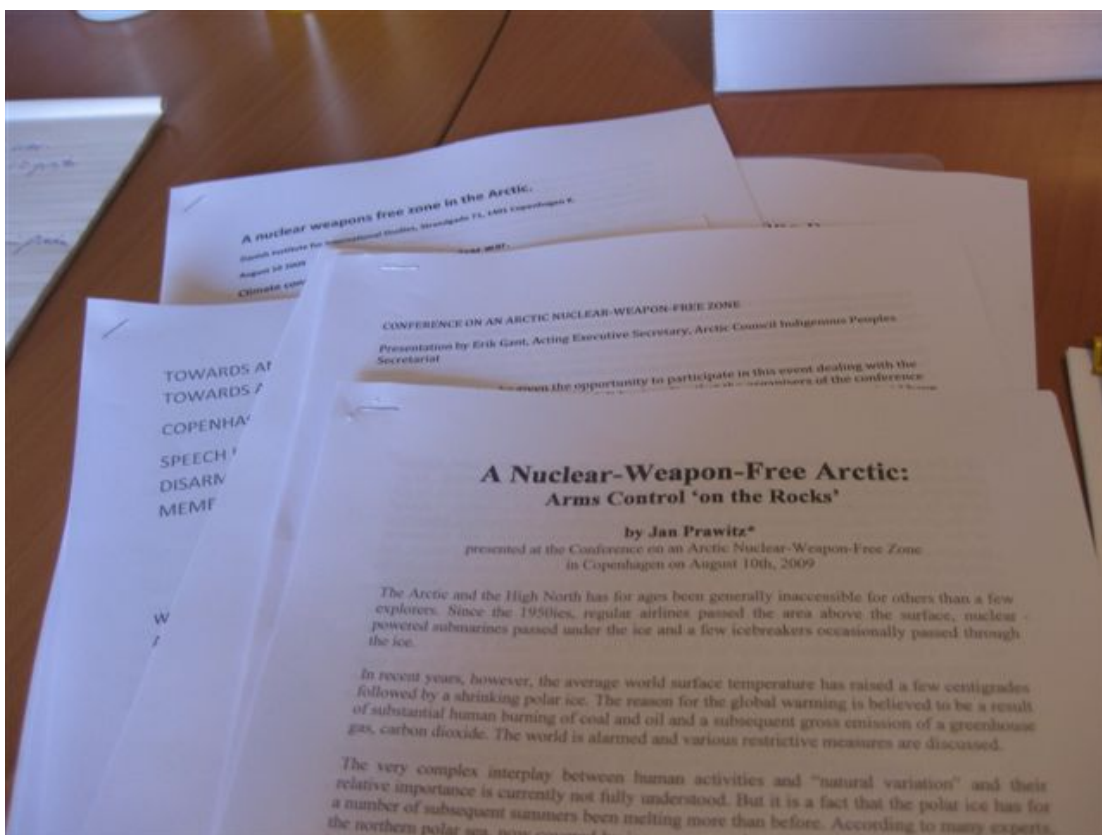 A nuclear weapons free zone in the Arctic.
Danish Institute for International Studies, Strandgade 71, 1401 Copenhagen K.
August 10 2009
war.
Climate
TOWARDS
TOWARDS
COPENHA
SPEECH
DISARM
CONFERENCE ON AN ARCTIC NUCLEAR-WEAPON-FREE ZONE
Presentation by Erik Gant, Acting Executive Secretary, Arctic Council Indigenous Peoples
Secretariat
given the opportunity to participate in this event dealing with the
of the conference
A Nuclear-Weapon-Free Arctic:
Arms Control ‘on the Rocks’
by Jan Prawitz*
presented at the Conference on an Arctic Nuclear-Weapon-Free Zone
in Copenhagen on August 10th, 2009
The Arctic and the High North has for ages been generally inaccessible for others than a few
explorers. Since the 1950ies, regular airlines passed the area above the surface, nuclear -
powered submarines passed under the ice and a few icebreakers occasionally passed through
the ice.
In recent years, however, the average world surface temperature has raised a few centigrades
followed by a shrinking polar ice. The reason for the global warming is believed to be a result
of substantial human burning of coal and oil and a subsequent gross emission of a greenhouse
gas, carbon dioxide. The world is alarmed and various restrictive measures are discussed.
The very complex interplay between human activities and "natural variation" and their
relative importance is currently not fully understood. But it is a fact that the polar ice has for
a number of subsequent summers been melting more than before. According to many experts
the northern polar sea, now